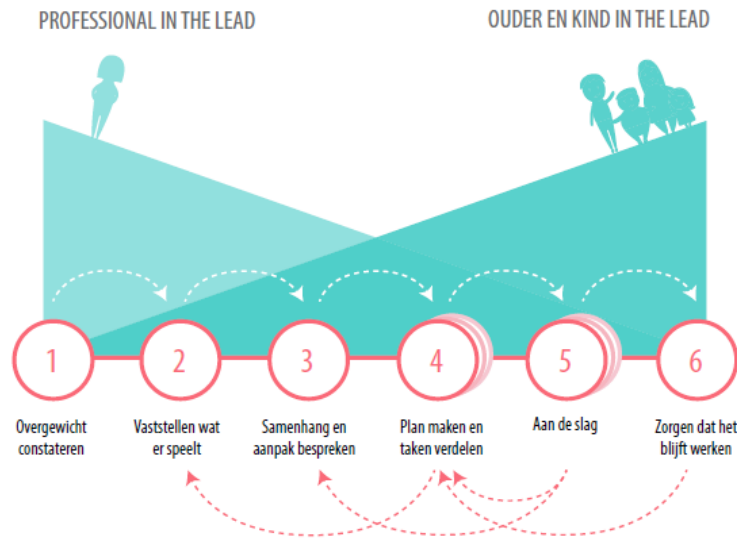 PROFESSIONAL IN THE LEAD
OUDER EN KIND IN THE LEAD
1
2
3
4
5
6
Overgewicht
constateren
Vaststellen wat
er speelt
Samenhang en
aanpak bespreken
Plan maken en
taken verdelen
Aan de slag
Zorgen dat het
blijft werken